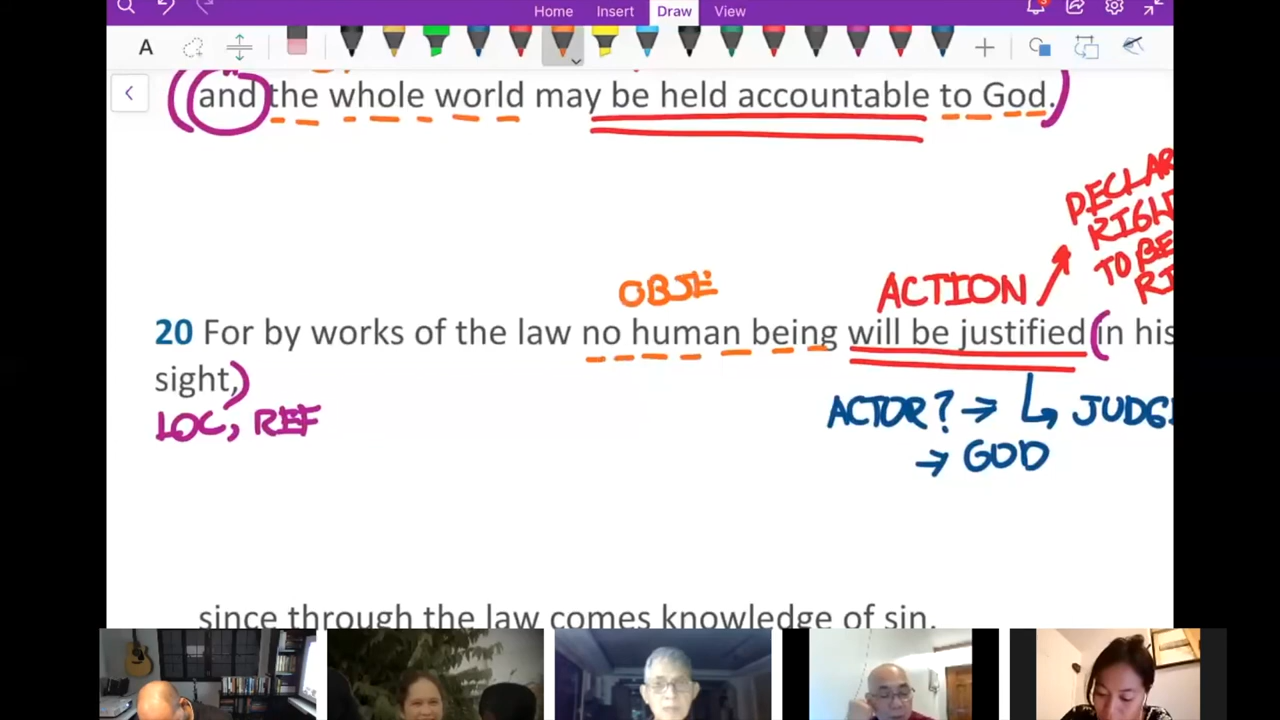 Home Insert Draw View
A
(and the whole world may be held accountable to God.)
DECLAR
RIGH
TO BE
RI
OBJE
ACTION
20 For by works of the law no human being will be justified (in his
sight,)
LOC, REF
ACTOR? → ↳ JUDG
→ GOD
since through the law comes knowledge of sin.